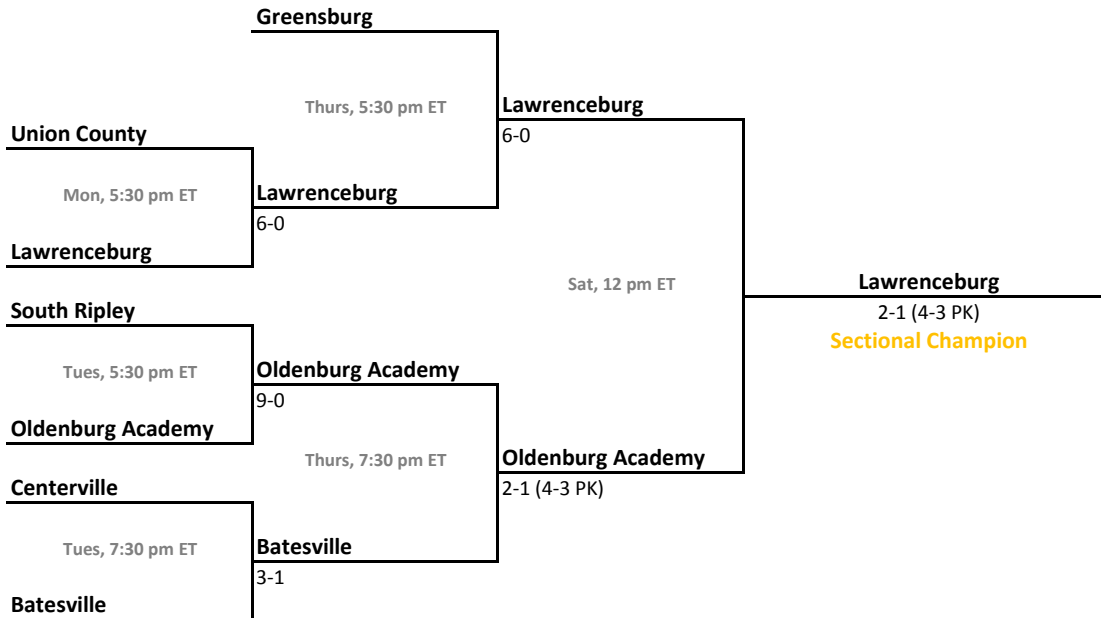 Greensburg
Thurs, 5:30 pm ET
Lawrenceburg
6-0
Union County
Mon, 5:30 pm ET
Lawrenceburg
6-0
Lawrenceburg
Sat, 12 pm ET
Lawrenceburg
2-1 (4-3 PK)
Sectional Champion
South Ripley
Tues, 5:30 pm ET
Oldenburg Academy
9-0
Oldenburg Academy
Thurs, 7:30 pm ET
Oldenburg Academy
2-1 (4-3 PK)
Centerville
Tues, 7:30 pm ET
Batesville
3-1
Batesville